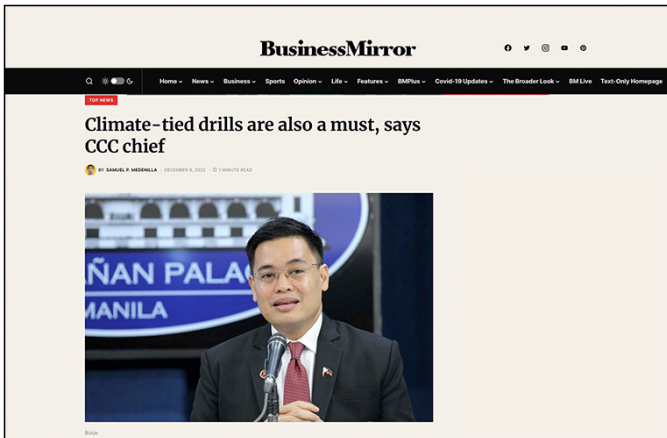 BusinessMirror
Home News Business Sports Opinion Life Features BMPlus Covid-19 Updates The Broader Look BM Live Text-Only Homepage
TOP NEWS
Climate-tied drills are also a must, says
CCC chief
BY SAMUEL P. MEDENILLA · DECEMBER 8, 2022 · 1 MINUTE READ
ÑAN PALA
MANILA
Borje